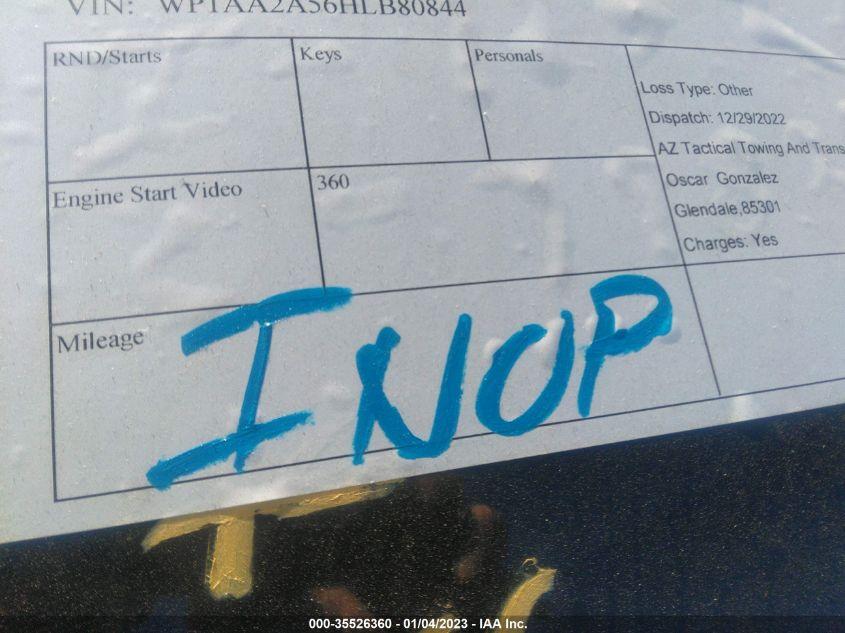 VIN: WP1AA2A56HLB80844
RND/Starts
Keys
Personals
Loss Type: Other
Dispatch: 12/29/2022
AZ Tactical Towing And Trans
Oscar Gonzalez
Glendale,85301
Charges: Yes
Engine Start Video
360
Mileage
INOP
000-35526360 - 01/04/2023 - IAA Inc.